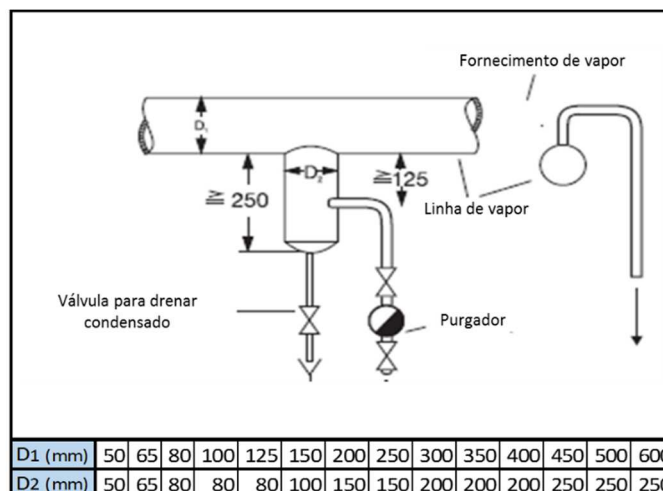 Fornecimento de vapor
D₁
D₂
≧ 250
≧ 125
Linha de vapor
Válvula para drenar
condensado
Purgador
D1 (mm) 50 65 80 100 125 150 200 250 300 350 400 450 500 600
D2 (mm) 50 65 80 80 80 100 150 150 200 200 200 250 250 250